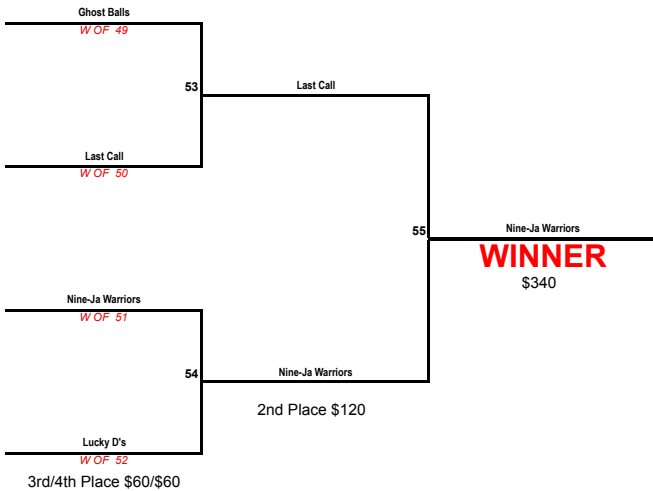 Ghost Balls
W OF 49
53
Last Call
Last Call
W OF 50
55
Nine-Ja Warriors
WINNER
$340
Nine-Ja Warriors
W OF 51
54
Nine-Ja Warriors
2nd Place $120
Lucky D's
W OF 52
3rd/4th Place $60/$60